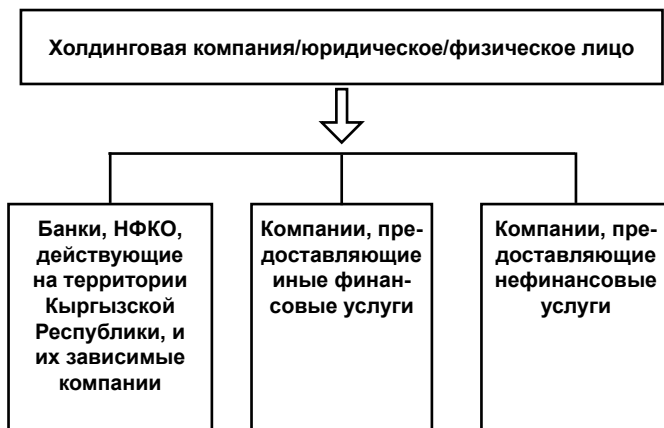 Холдинговая компания/юридическое/физическое лицо
Банки, НФКО,
действующие
на территории
Кыргызской
Республики, и
их зависимые
компании
Компании, пре-
доставляющие
иные финан-
совые услуги
Компании, пре-
доставляющие
нефинансовые
услуги